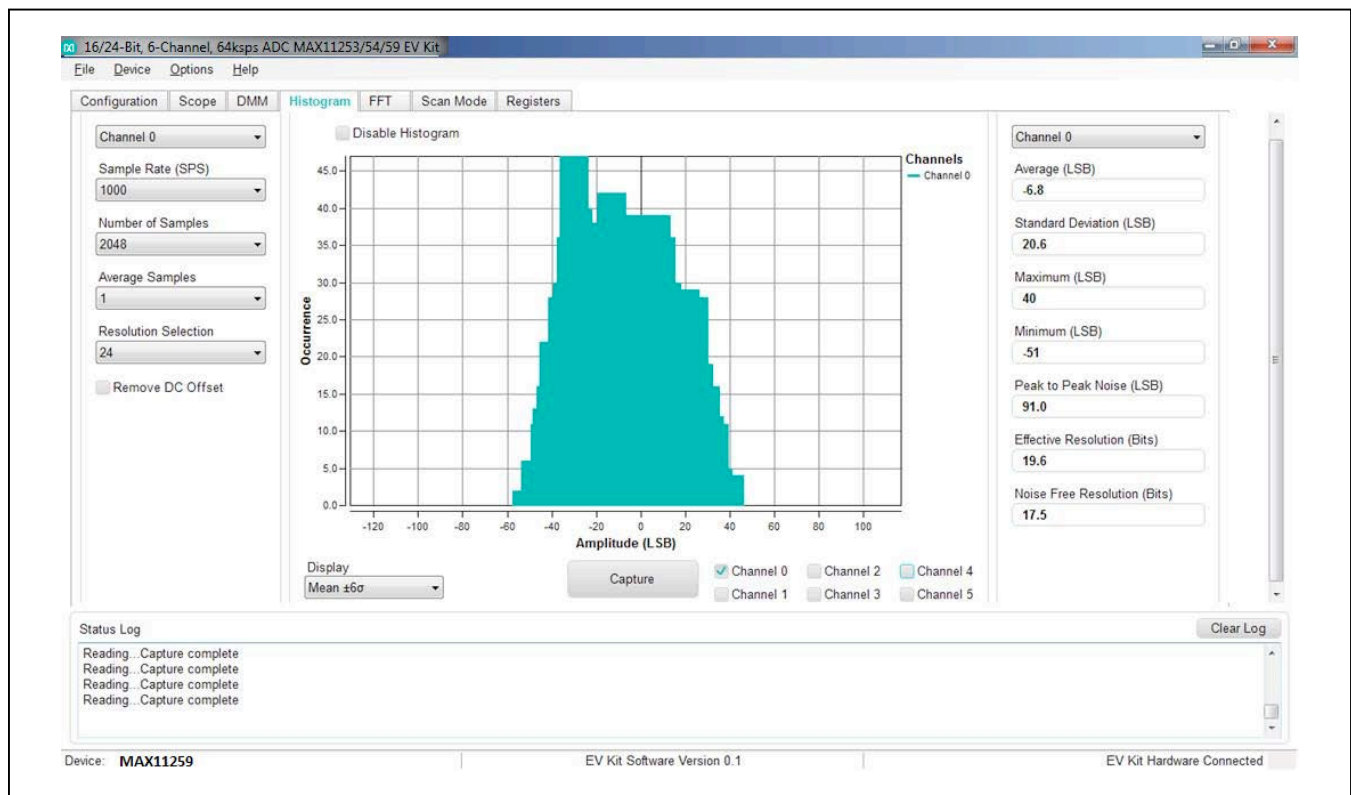 16/24-Bit, 6-Channel, 64ksps ADC MAX11253/54/59 EV Kit
File Device Options Help
Configuration Scope DMM Histogram FFT Scan Mode Registers
Channel 0
Sample Rate (SPS)
1000
Number of Samples
2048
Average Samples
1
Resolution Selection
24
Remove DC Offset
Disable Histogram
Channels
Channel 0
Occurrence
45.0
40.0
35.0
30.0
25.0
20.0
15.0
10.0
5.0
0.0
-120 -100 -80 -60 -40 -20 0 20 40 60 80 100
Amplitude (LSB)
Display
Mean ±6σ
Capture
Channel 0 Channel 2 Channel 4
Channel 1 Channel 3 Channel 5
Channel 0
Average (LSB)
-6.8
Standard Deviation (LSB)
20.6
Maximum (LSB)
40
Minimum (LSB)
-51
Peak to Peak Noise (LSB)
91.0
Effective Resolution (Bits)
19.6
Noise Free Resolution (Bits)
17.5
Status Log
Clear Log
Reading...Capture complete
Reading...Capture complete
Reading...Capture complete
Reading...Capture complete
Device: MAX11259
EV Kit Software Version 0.1
EV Kit Hardware Connected